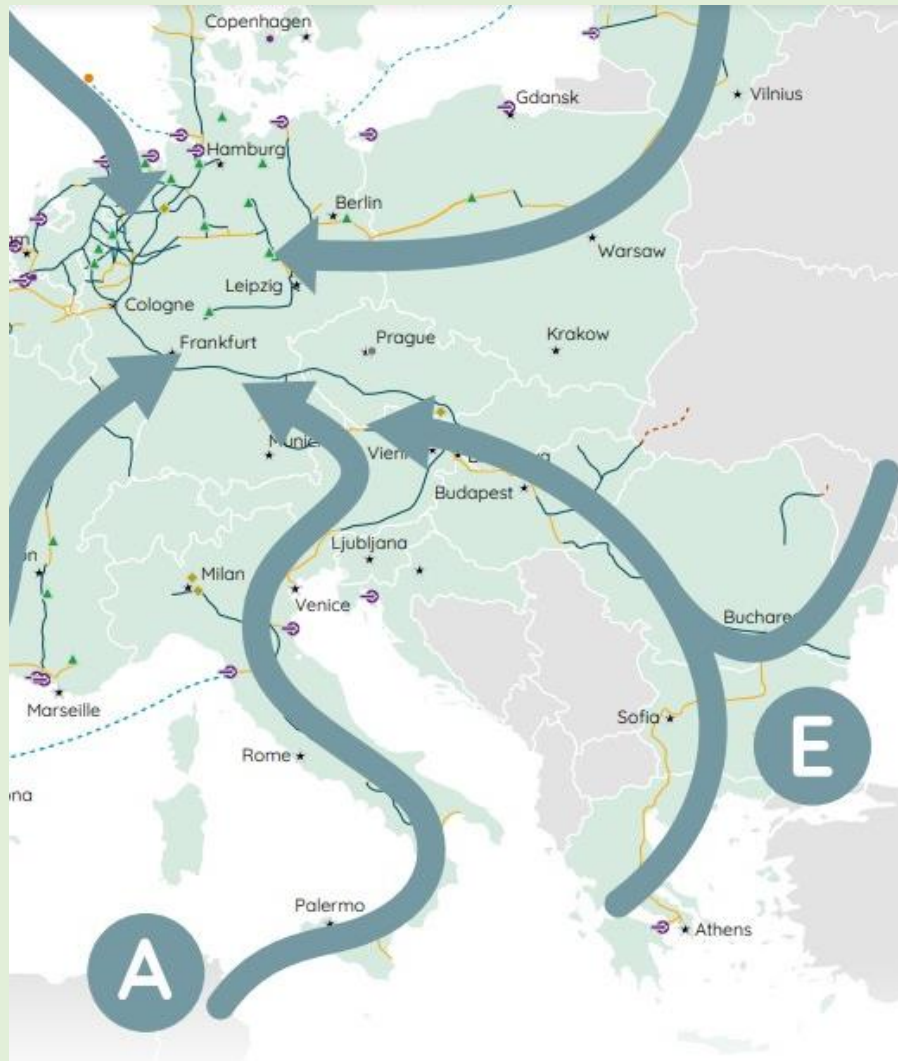 Copenhagen
Gdansk
Vilnius
Hamburg
Berlin
Warsaw
Leipzig
Cologne
Frankfurt
Prague
Krakow
Budapest
Ljubljana
Milan
Venice
Marseille
Sofia
E
Rome
Palermo
Athens
A